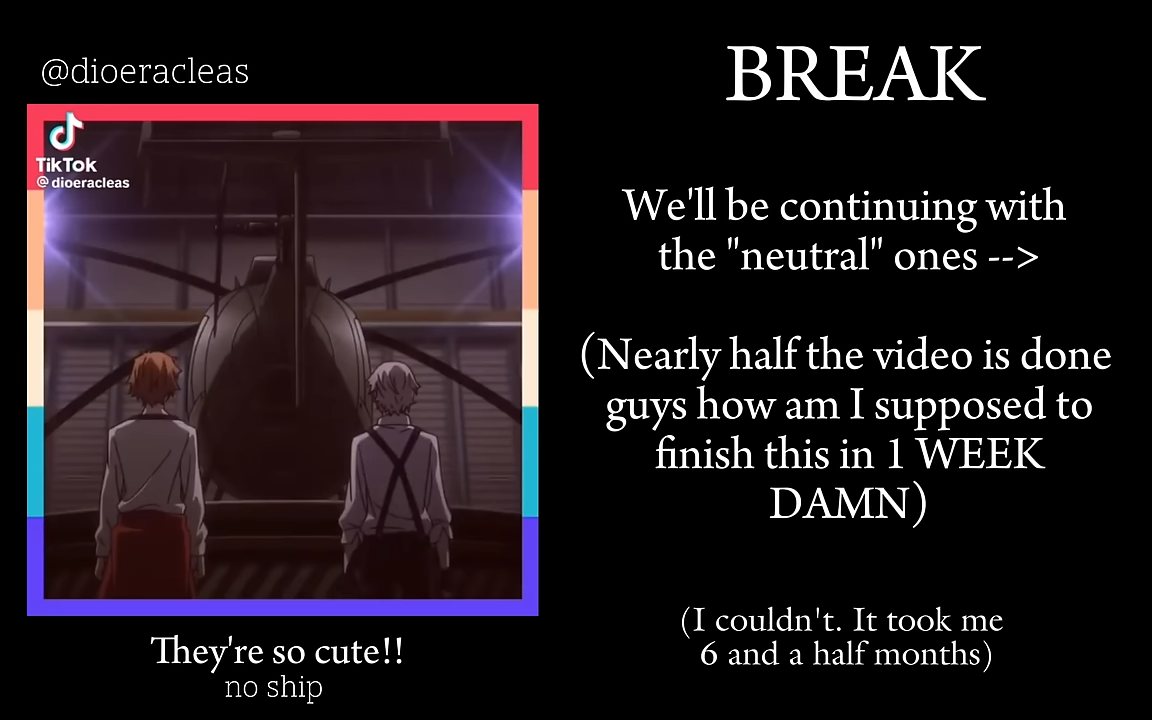 @dioeracleas
TikTok
@dioeracleas
They're so cute!!
no ship
BREAK
We'll be continuing with
the "neutral" ones -->
(Nearly half the video is done
guys how am I supposed to
finish this in 1 WEEK
DAMN)
(I couldn't. It took me
6 and a half months)